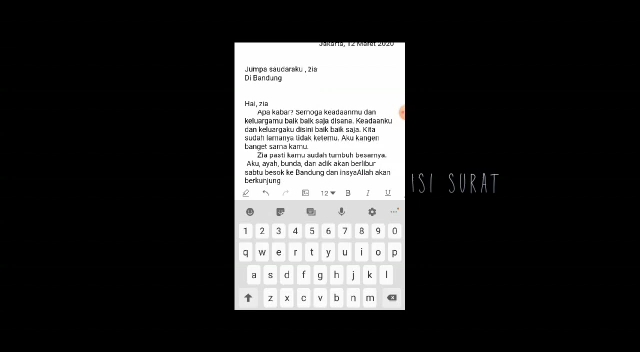 Jakarta, 12 Maret 2020
Jumpa saudaraku , zia
Di Bandung
Hai, zia
Apa kabar? Semoga keadaanmu dan
keluargamu baik baik saja disana. Keadaanku
dan keluargaku disini baik baik saja. Kita
sudah lamanya tidak ketemu. Aku kangen
banget sama kamu.
Zia pasti kamu sudah tumbuh besarnya.
Aku, ayah, bunda, dan adik akan berlibur
sabtu besok ke Bandung dan insyaAllah akan
berkunjung
ISI SURAT
12 B I U
1 2 3 4 5 6 7 8 9 0
q w e r t y u i o p
a s d f g h j k l
z x c v b n m